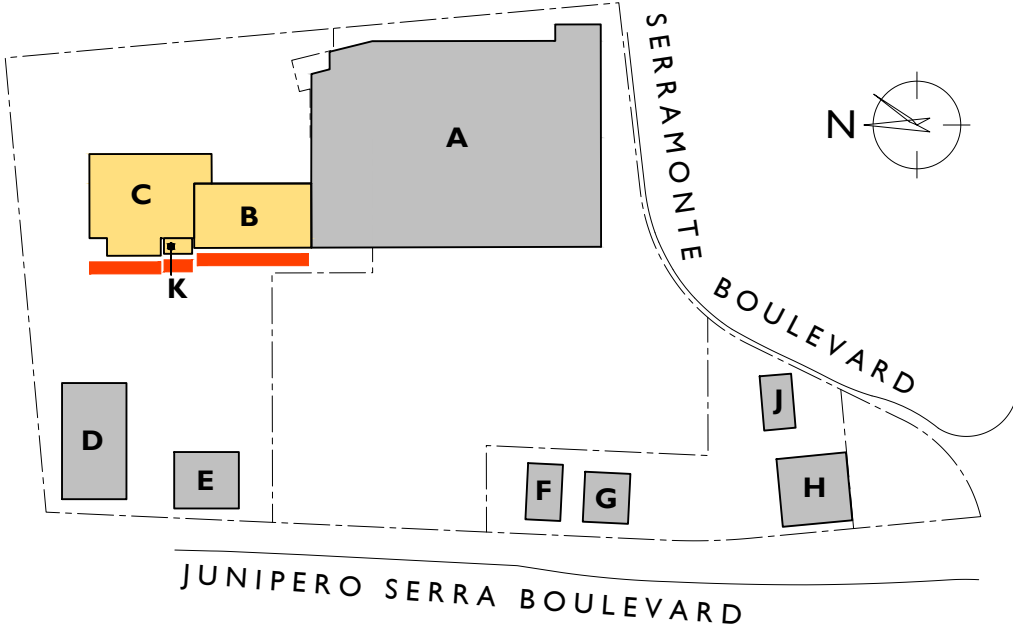 SERRAMONTE BOULEVARD
N
A
C
B
K
J
D
E
F
G
H
JUNIPERO SERRA BOULEVARD